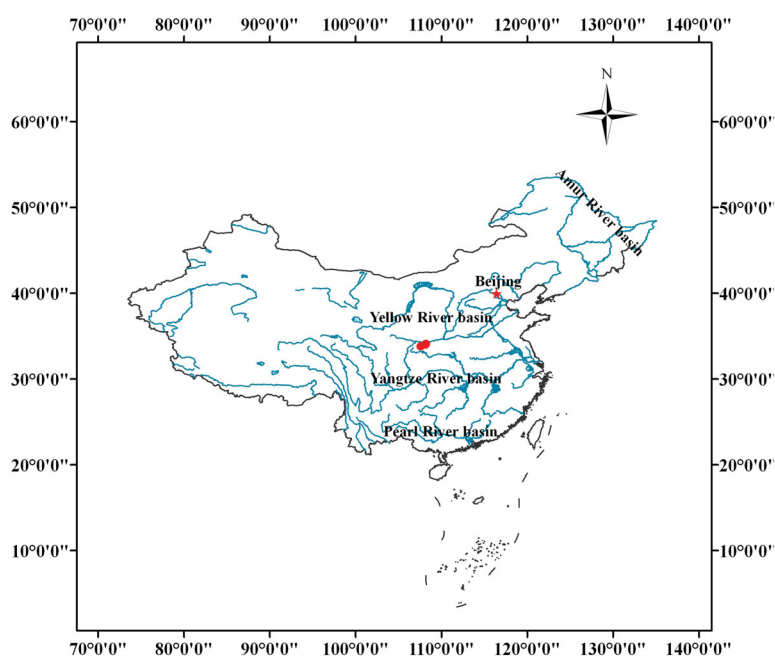 70°0'0" 80°0'0" 90°0'0" 100°0'0" 110°0'0" 120°0'0" 130°0'0" 140°0'0"
N
60°0'0" 60°0'0"
Amur River basin
50°0'0" 50°0'0"
Beijing
40°0'0" 40°0'0"
Yellow River basin
30°0'0" Yangtze River basin 30°0'0"
Pearl River basin
20°0'0" 20°0'0"
10°0'0" 10°0'0"
70°0'0" 80°0'0" 90°0'0" 100°0'0" 110°0'0" 120°0'0" 130°0'0" 140°0'0"